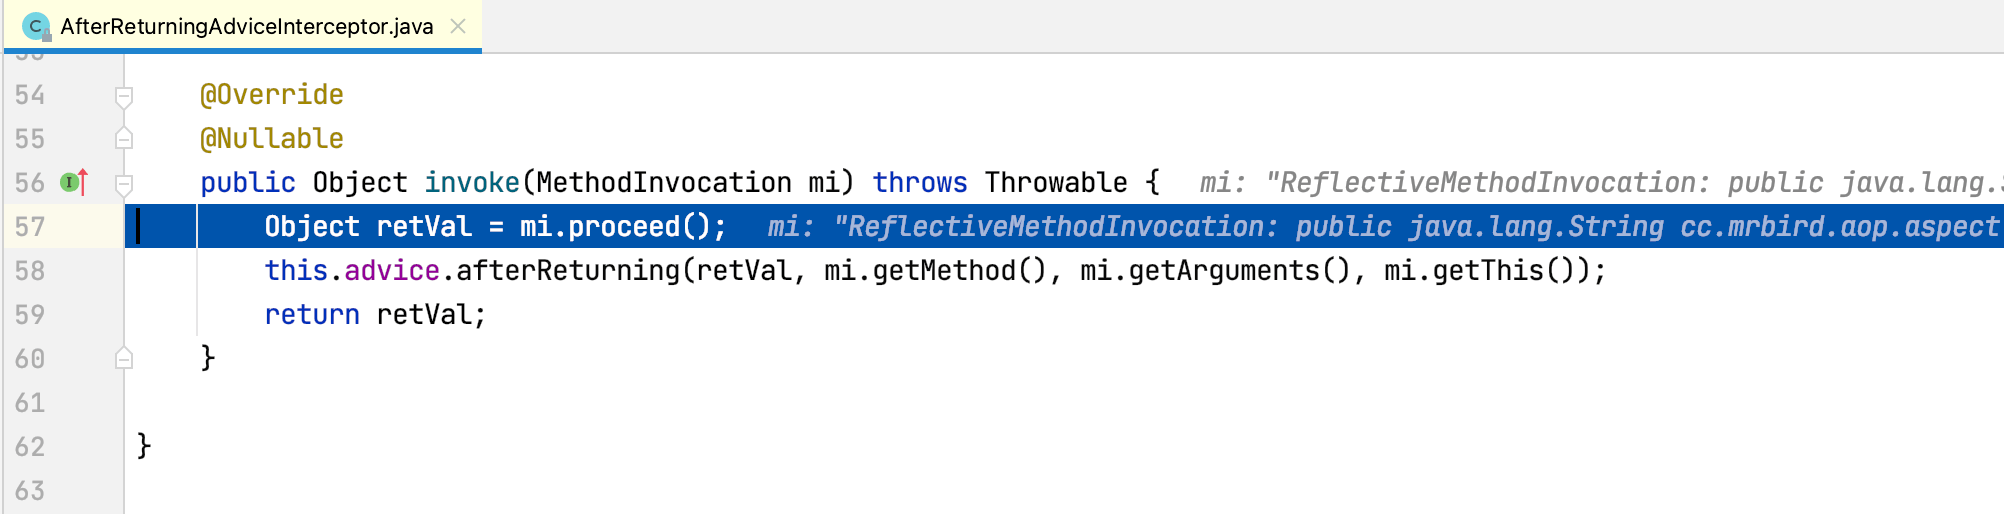 AfterReturningAdviceInterceptor.java
54 @Override
55 @Nullable
56 public Object invoke(MethodInvocation mi) throws Throwable { mi: "ReflectiveMethodInvocation: public java.lang.
57 Object retVal = mi.proceed(); mi: "ReflectiveMethodInvocation: public java.lang.String cc.mrbird.aop.aspect
58 this.advice.afterReturning(retVal, mi.getMethod(), mi.getArguments(), mi.getThis());
59 return retVal;
60 }
61
62 }
63